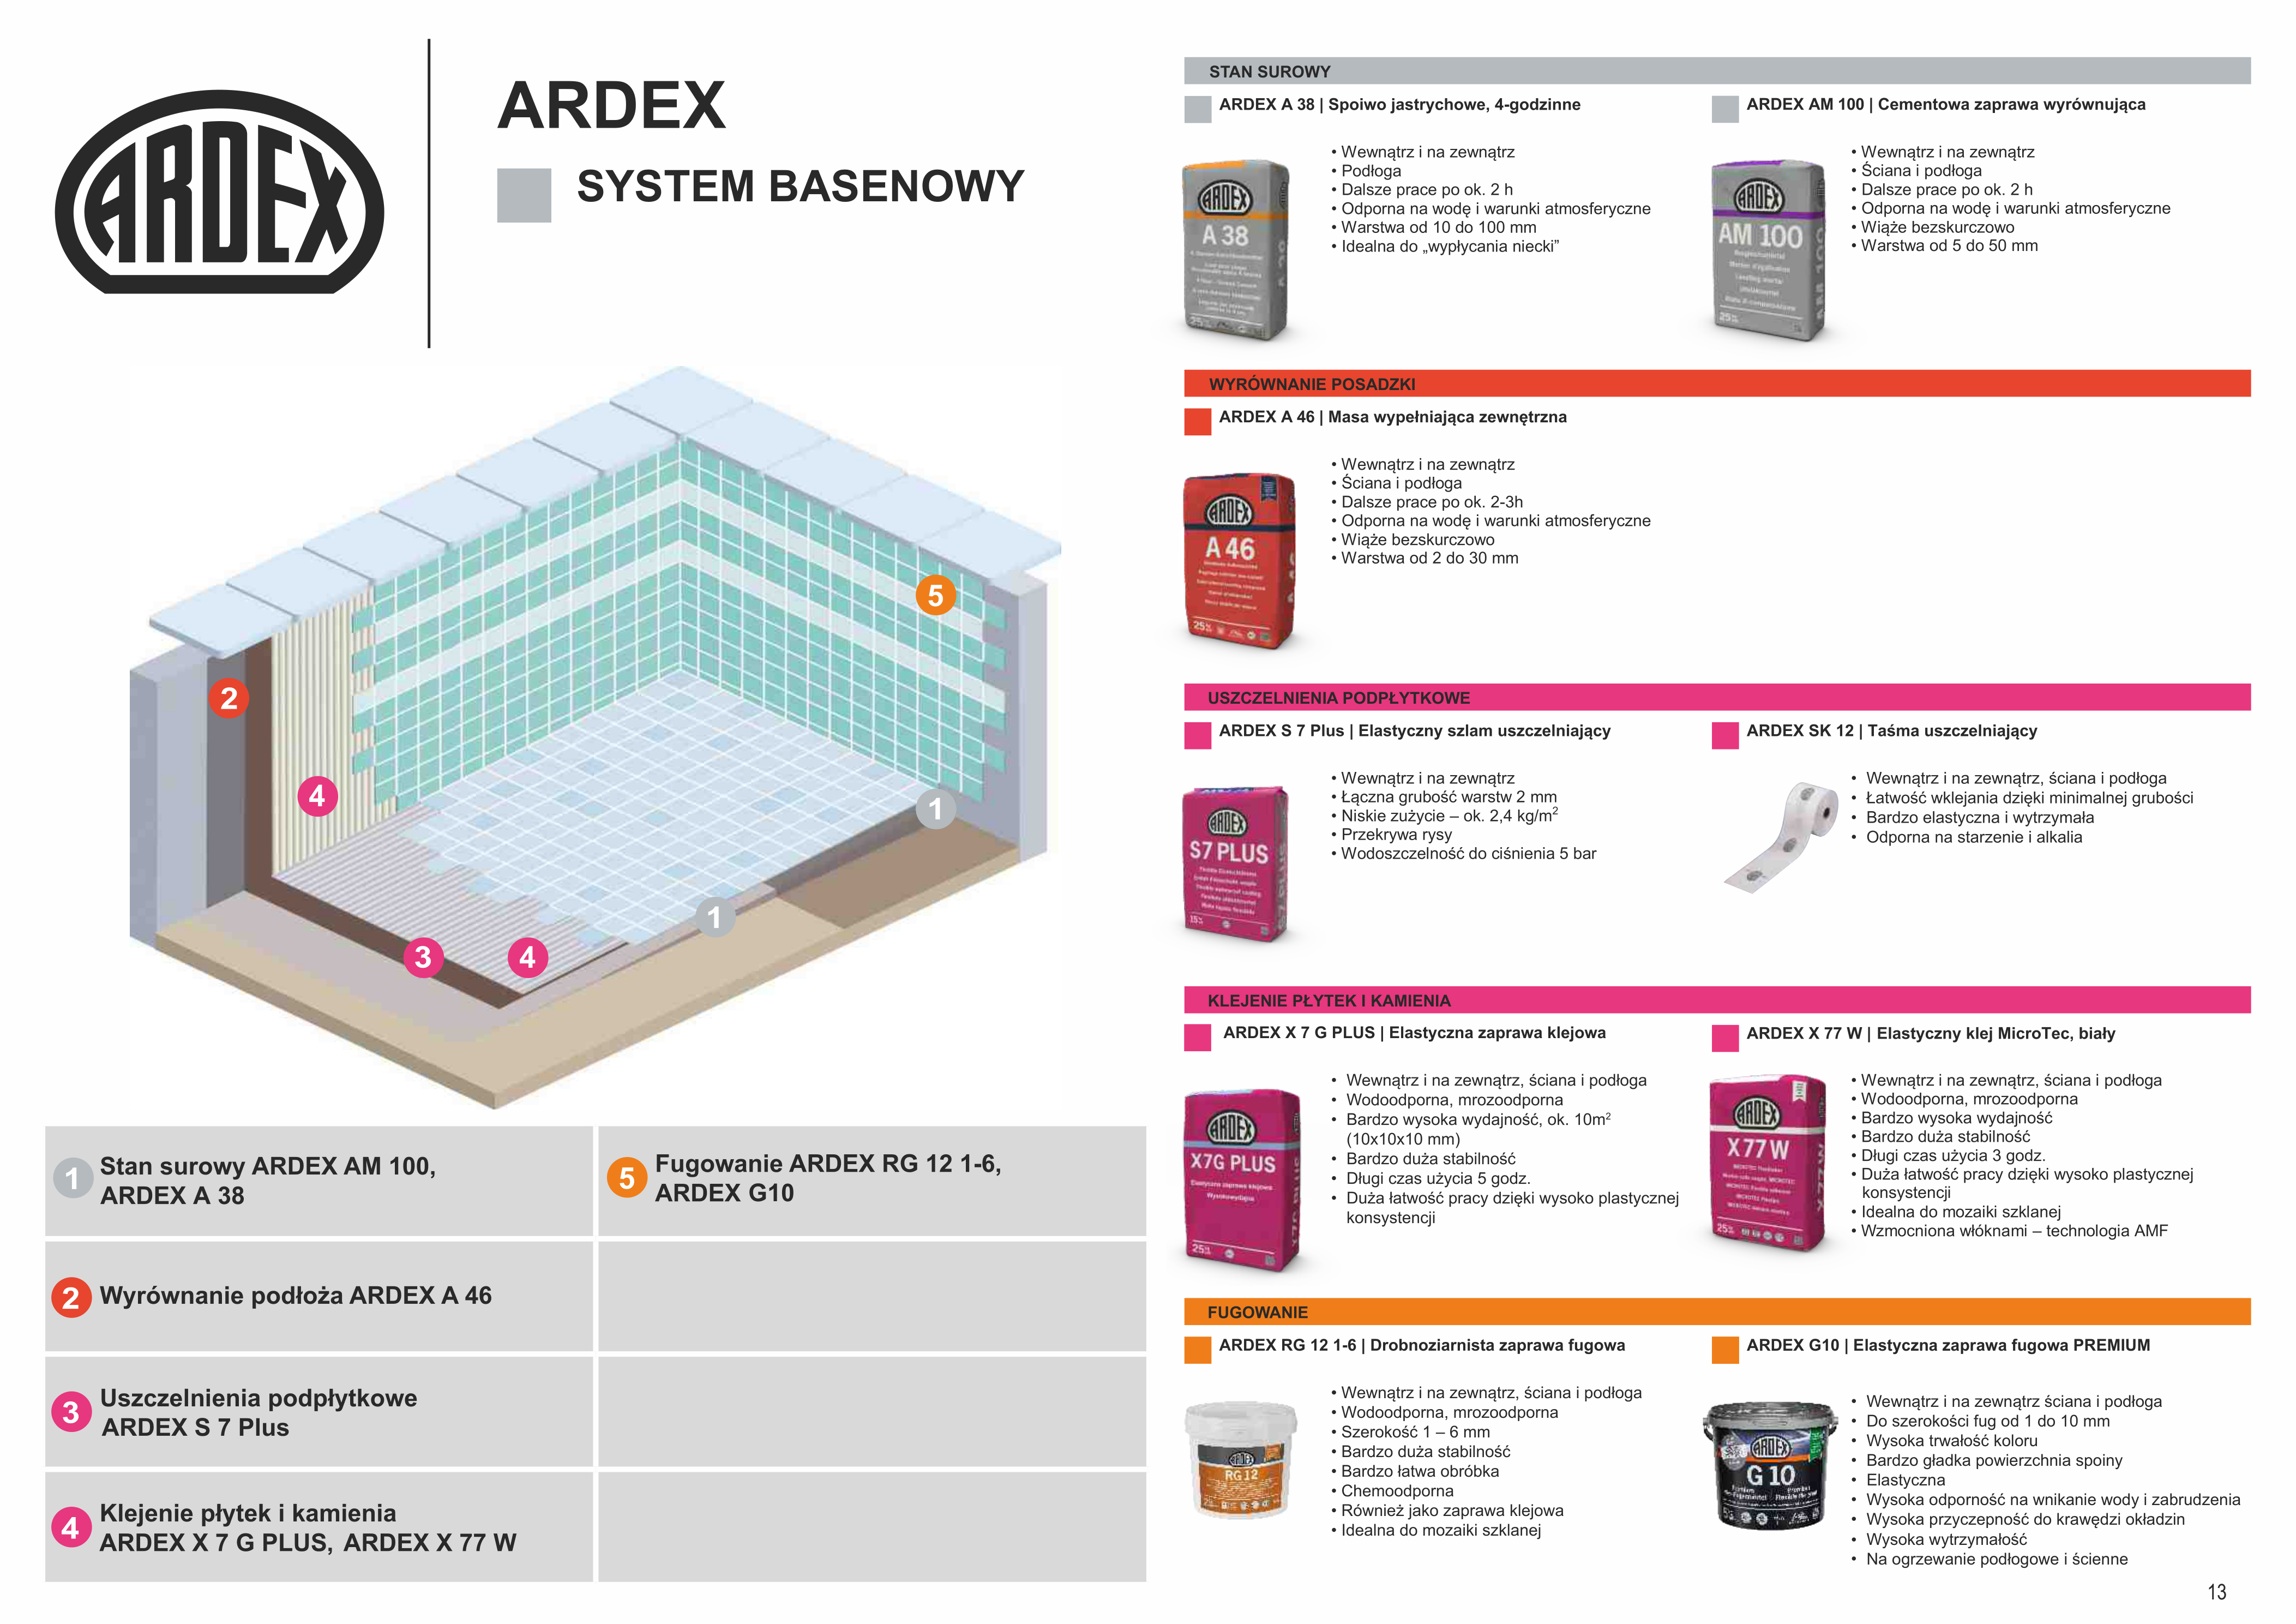 ARDEX
ARDEX
SYSTEM BASENOWY
5
2
4
1
1
3
4
1 Stan surowy ARDEX AM 100,
ARDEX A 38
5 Fugowanie ARDEX RG 12 1-6,
ARDEX G10
2 Wyrównanie podłoża ARDEX A 46
3 Uszczelnienia podpłytkowe
ARDEX S 7 Plus
4 Klejenie płytek i kamienia
ARDEX X 7 G PLUS, ARDEX X 77 W
STAN SUROWY
ARDEX A 38 | Spoiwo jastrychowe, 4-godzinne
ARDEX
A 38
• Wewnątrz i na zewnątrz
• Podłoga
• Dalsze prace po ok. 2 h
• Odporna na wodę i warunki atmosferyczne
• Warstwa od 10 do 100 mm
• Idealna do „wypłycania niecki”
ARDEX AM 100 | Cementowa zaprawa wyrównująca
ARDEX
AM 100
• Wewnątrz i na zewnątrz
• Ściana i podłoga
• Dalsze prace po ok. 2 h
• Odporna na wodę i warunki atmosferyczne
• Wiąże bezskurczowo
• Warstwa od 5 do 50 mm
WYRÓWNANIE POSADZKI
ARDEX A 46 | Masa wypełniająca zewnętrzna
ARDEX
A 46
• Wewnątrz i na zewnątrz
• Ściana i podłoga
• Dalsze prace po ok. 2-3h
• Odporna na wodę i warunki atmosferyczne
• Wiąże bezskurczowo
• Warstwa od 2 do 30 mm
USZCZELNIENIA PODPŁYTKOWE
ARDEX S 7 Plus | Elastyczny szlam uszczelniający
ARDEX
S7 PLUS
• Wewnątrz i na zewnątrz
• Łączna grubość warstw 2 mm
• Niskie zużycie – ok. 2,4 kg/m²
• Przekrywa rysy
• Wodoszczelność do ciśnienia 5 bar
ARDEX SK 12 | Taśma uszczelniający
• Wewnątrz i na zewnątrz, ściana i podłoga
• Łatwość wklejania dzięki minimalnej grubości
• Bardzo elastyczna i wytrzymała
• Odporna na starzenie i alkalia
KLEJENIE PŁYTEK I KAMIENIA
ARDEX X 7 G PLUS | Elastyczna zaprawa klejowa
ARDEX
X7G PLUS
Elastyczna zaprawa klejowa
Wysokowydajna
• Wewnątrz i na zewnątrz, ściana i podłoga
• Wodoodporna, mrozoodporna
• Bardzo wysoka wydajność, ok. 10m²
(10x10x10 mm)
• Bardzo duża stabilność
• Długi czas użycia 5 godz.
• Duża łatwość pracy dzięki wysoko plastycznej
konsystencji
ARDEX X 77 W | Elastyczny klej MicroTec, biały
ARDEX
X 77 W
• Wewnątrz i na zewnątrz, ściana i podłoga
• Wodoodporna, mrozoodporna
• Bardzo wysoka wydajność
• Bardzo duża stabilność
• Długi czas użycia 3 godz.
• Duża łatwość pracy dzięki wysoko plastycznej
konsystencji
• Idealna do mozaiki szklanej
• Wzmocniona włóknami – technologia AMF
FUGOWANIE
ARDEX RG 12 1-6 | Drobnoziarnista zaprawa fugowa
ARDEX
RG 12
• Wewnątrz i na zewnątrz, ściana i podłoga
• Wodoodporna, mrozoodporna
• Szerokość 1 – 6 mm
• Bardzo duża stabilność
• Bardzo łatwa obróbka
• Chemoodporna
• Również jako zaprawa klejowa
• Idealna do mozaiki szklanej
ARDEX G10 | Elastyczna zaprawa fugowa PREMIUM
ARDEX
G 10
• Wewnątrz i na zewnątrz ściana i podłoga
• Do szerokości fug od 1 do 10 mm
• Wysoka trwałość koloru
• Bardzo gładka powierzchnia spoiny
• Elastyczna
• Wysoka odporność na wnikanie wody i zabrudzenia
• Wysoka przyczepność do krawędzi okładzin
• Wysoka wytrzymałość
• Na ogrzewanie podłogowe i ścienne
13